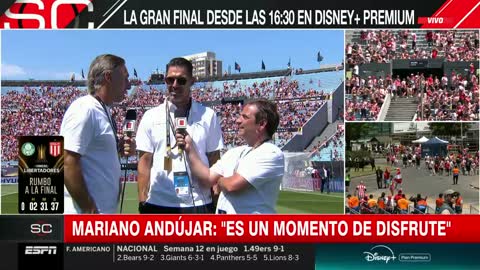 SC
LA GRAN FINAL DESDE LAS 16:30 EN DISNEY+ PREMIUM
VIVO
LIBERTADORES
RUMBO
A LA FINAL
0 02 31 37
SC
MARIANO ANDÚJAR: "ES UN MOMENTO DE DISFRUTE"
ESPN
F. AMERICANO
NACIONAL Semana 12 en juego 1.49ers 9-1
2.Bears 9-2 3.Giants 6-3-1 4.Panthers 5-5 5.Lions 8-3
Disney+
Plan Premium